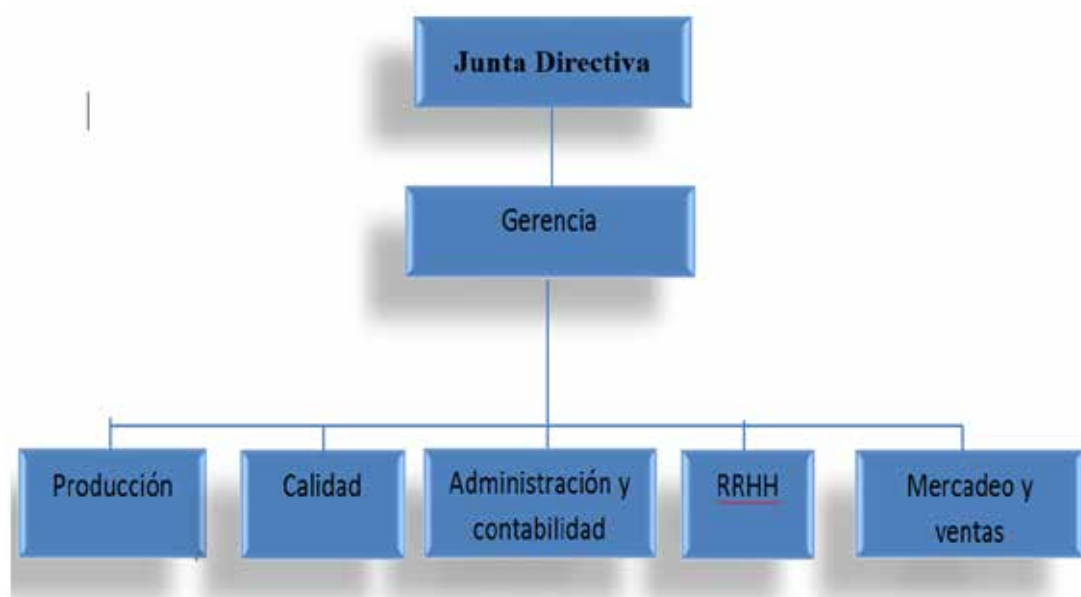 Junta Directiva
Gerencia
Producción
Calidad
Administración y
contabilidad
RRHH
Mercadeo y
ventas